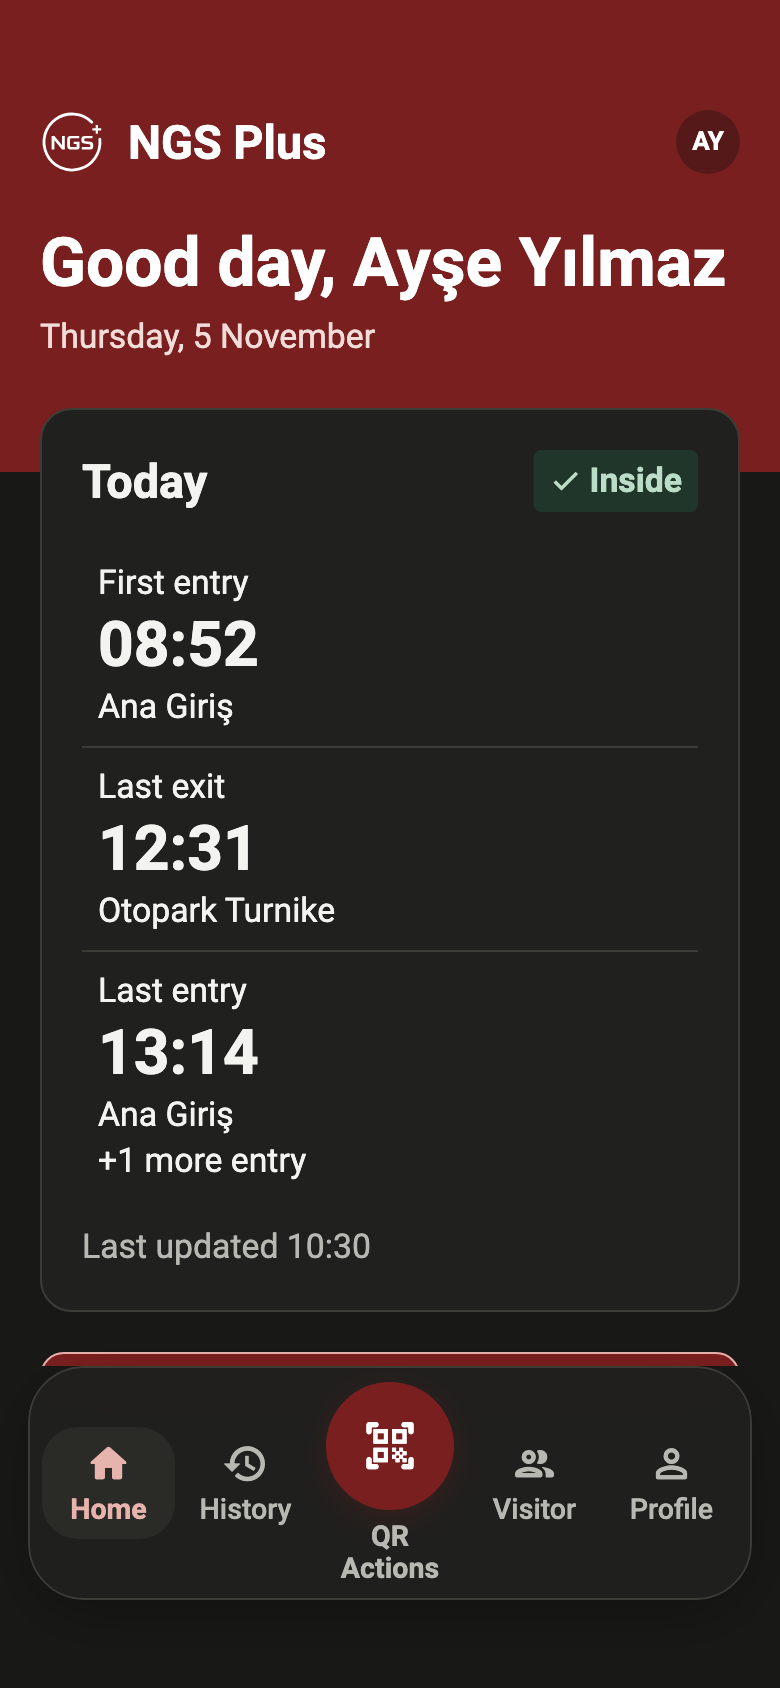 NGS+
NGS Plus
AY
Good day, Ayşe Yılmaz
Thursday, 5 November
Today
Inside
First entry
08:52
Ana Giriş
Last exit
12:31
Otopark Turnike
Last entry
13:14
Ana Giriş
+1 more entry
Last updated 10:30
Home
History
QR
Actions
Visitor
Profile